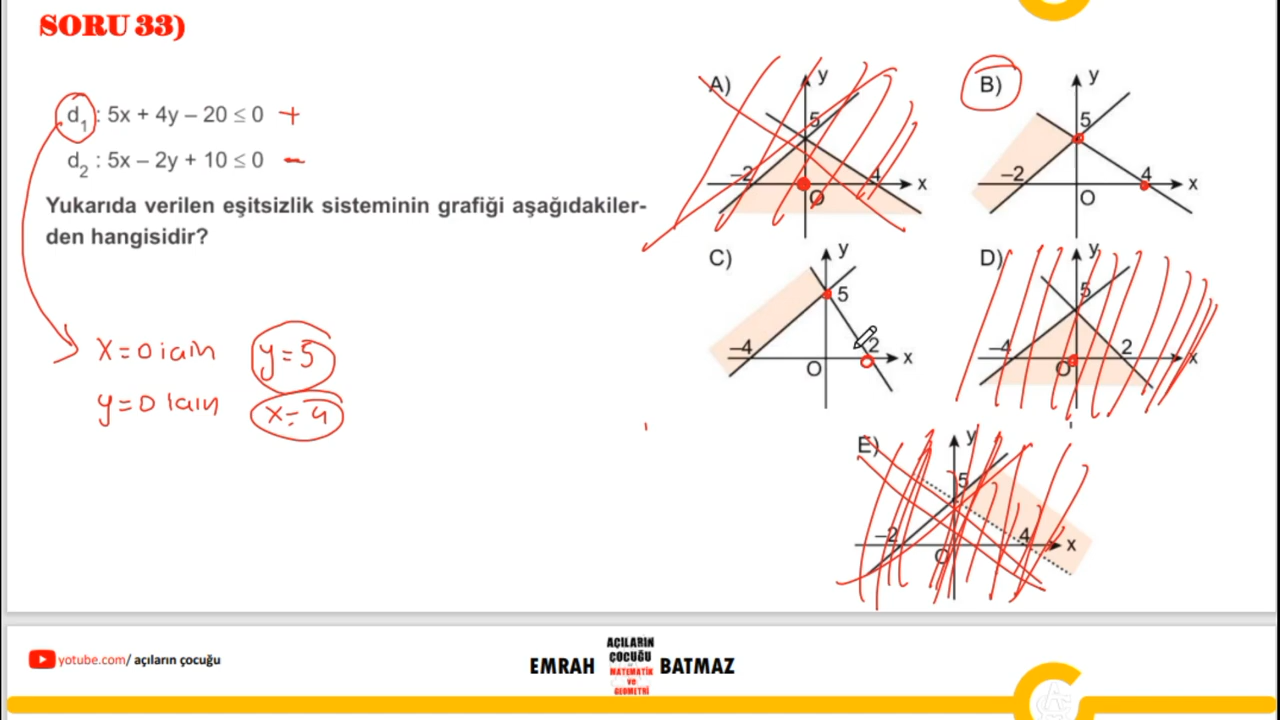 SORU 33)
d₁ : 5x + 4y – 20 ≤ 0 +
d₂ : 5x – 2y + 10 ≤ 0 -
Yukarıda verilen eşitsizlik sisteminin grafiği aşağıdakiler-
den hangisidir?
x=0 için y=5
y=0 için x=4
A) y 5 –2 4 x O
B) y 5 –2 4 x O
C) y 5 –4 2 x O
D) y 5 –4 2 x O
E) y 5 –2 4 x O
yotube.com/ açıların çocuğu
EMRAH
AÇILARIN
ÇOCUĞU
MATEMATİK
ve
GEOMETRİ
BATMAZ